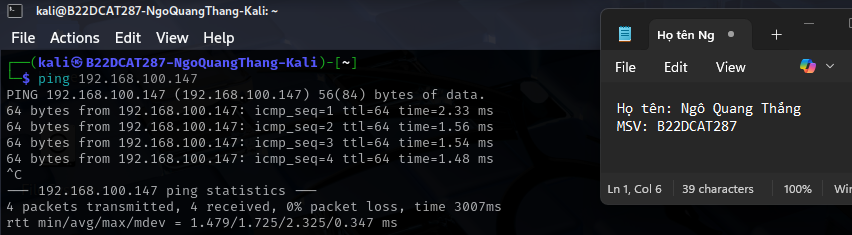 kali@B22DCAT287-NgoQuangThang-Kali: ~
File Actions Edit View Help
(kali㉿B22DCAT287-NgoQuangThang-Kali)-[~]
$ ping 192.168.100.147
PING 192.168.100.147 (192.168.100.147) 56(84) bytes of data.
64 bytes from 192.168.100.147: icmp_seq=1 ttl=64 time=2.33 ms
64 bytes from 192.168.100.147: icmp_seq=2 ttl=64 time=1.56 ms
64 bytes from 192.168.100.147: icmp_seq=3 ttl=64 time=1.54 ms
64 bytes from 192.168.100.147: icmp_seq=4 ttl=64 time=1.48 ms
^C
--- 192.168.100.147 ping statistics ---
4 packets transmitted, 4 received, 0% packet loss, time 3007ms
rtt min/avg/max/mdev = 1.479/1.725/2.325/0.347 ms
Họ tên Ng
File Edit View
Họ tên: Ngô Quang Thắng
MSV: B22DCAT287
Ln 1, Col 6 39 characters 100% Win